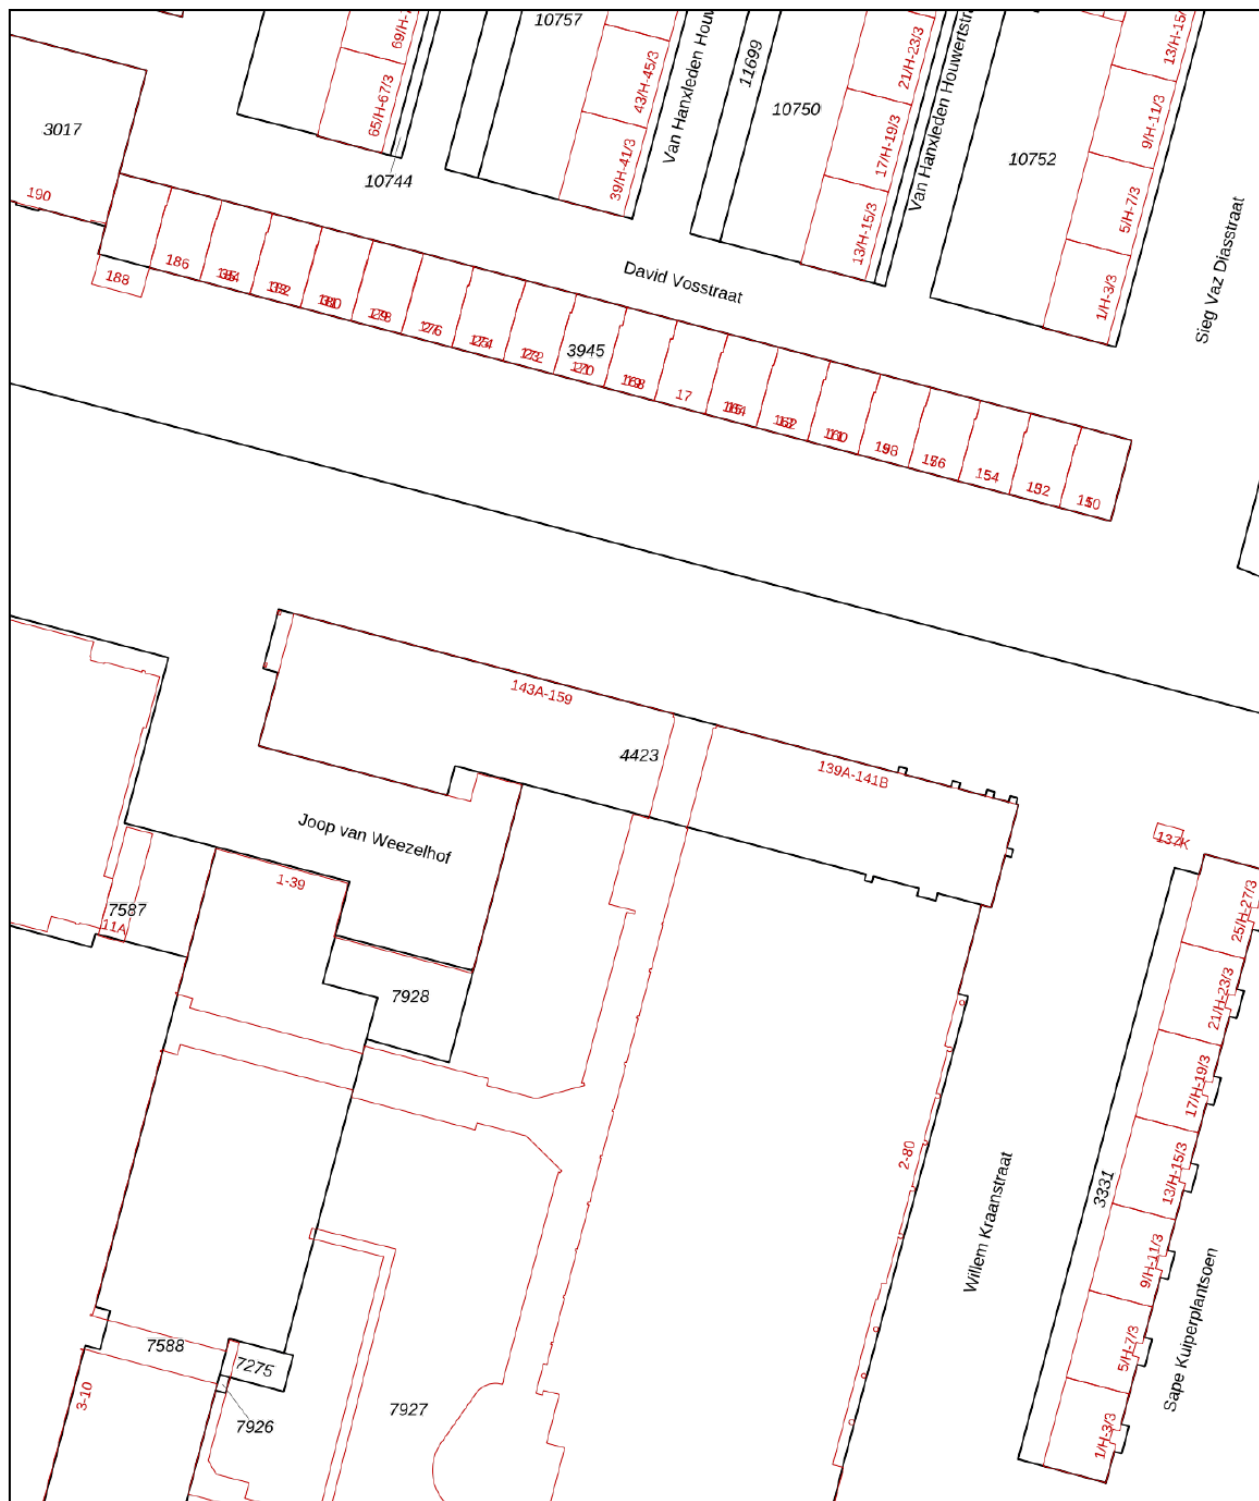 10757
69/H-
65/H-67/3
10744
3017
190
43/H-45/3
39/H-41/3
Van Hanxleden Houw
11699
10750
21/H-23/3
17/H-19/3
13/H-15/3
Van Hanxleden Houwertstra
10752
13/H-15/
9/H-11/3
5/H-7/3
1/H-3/3
Sieg Vaz Diasstraat
David Vosstraat
188
186
3945
17
154
143A-159
4423
139A-141B
137K
Joop van Weezelhof
1-39
7587
11A
7928
2-80
Willem Kraanstraat
3331
25/H-27/3
21/H-23/3
17/H-19/3
13/H-15/3
9/H-11/3
5/H-7/3
1/H-3/3
Sape Kuiperplantsoen
7588
7275
7926
7927
3-10